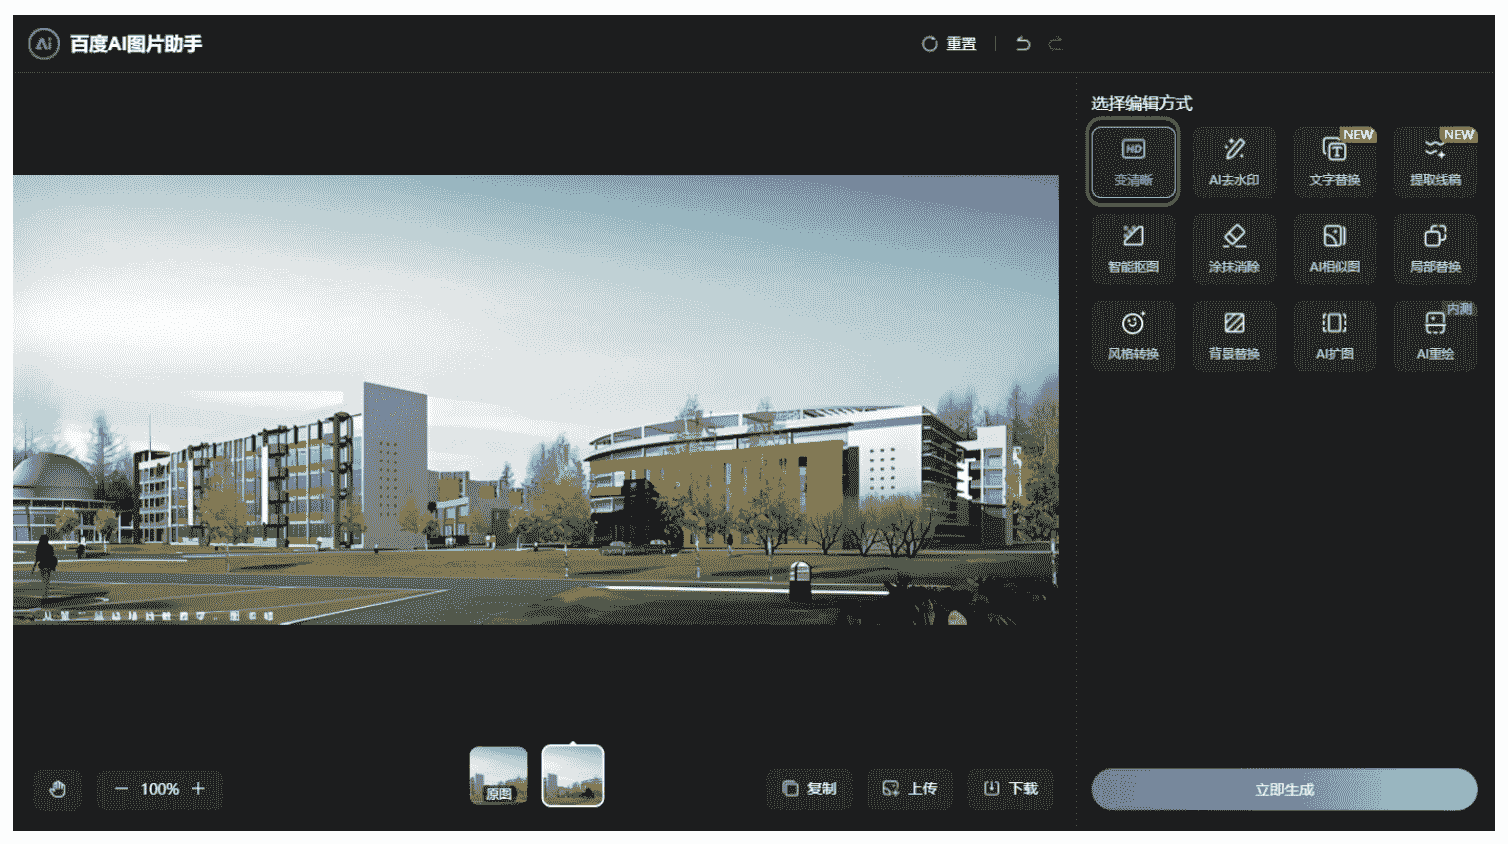 百度AI图片助手
重置
选择编辑方式
变清晰
AI去水印
NEW
文字替换
NEW
提取线稿
智能抠图
涂抹消除
AI相似图
局部替换
风格转换
背景替换
AI扩图
内测
AI重绘
100%
原图
复制
上传
下载
立即生成